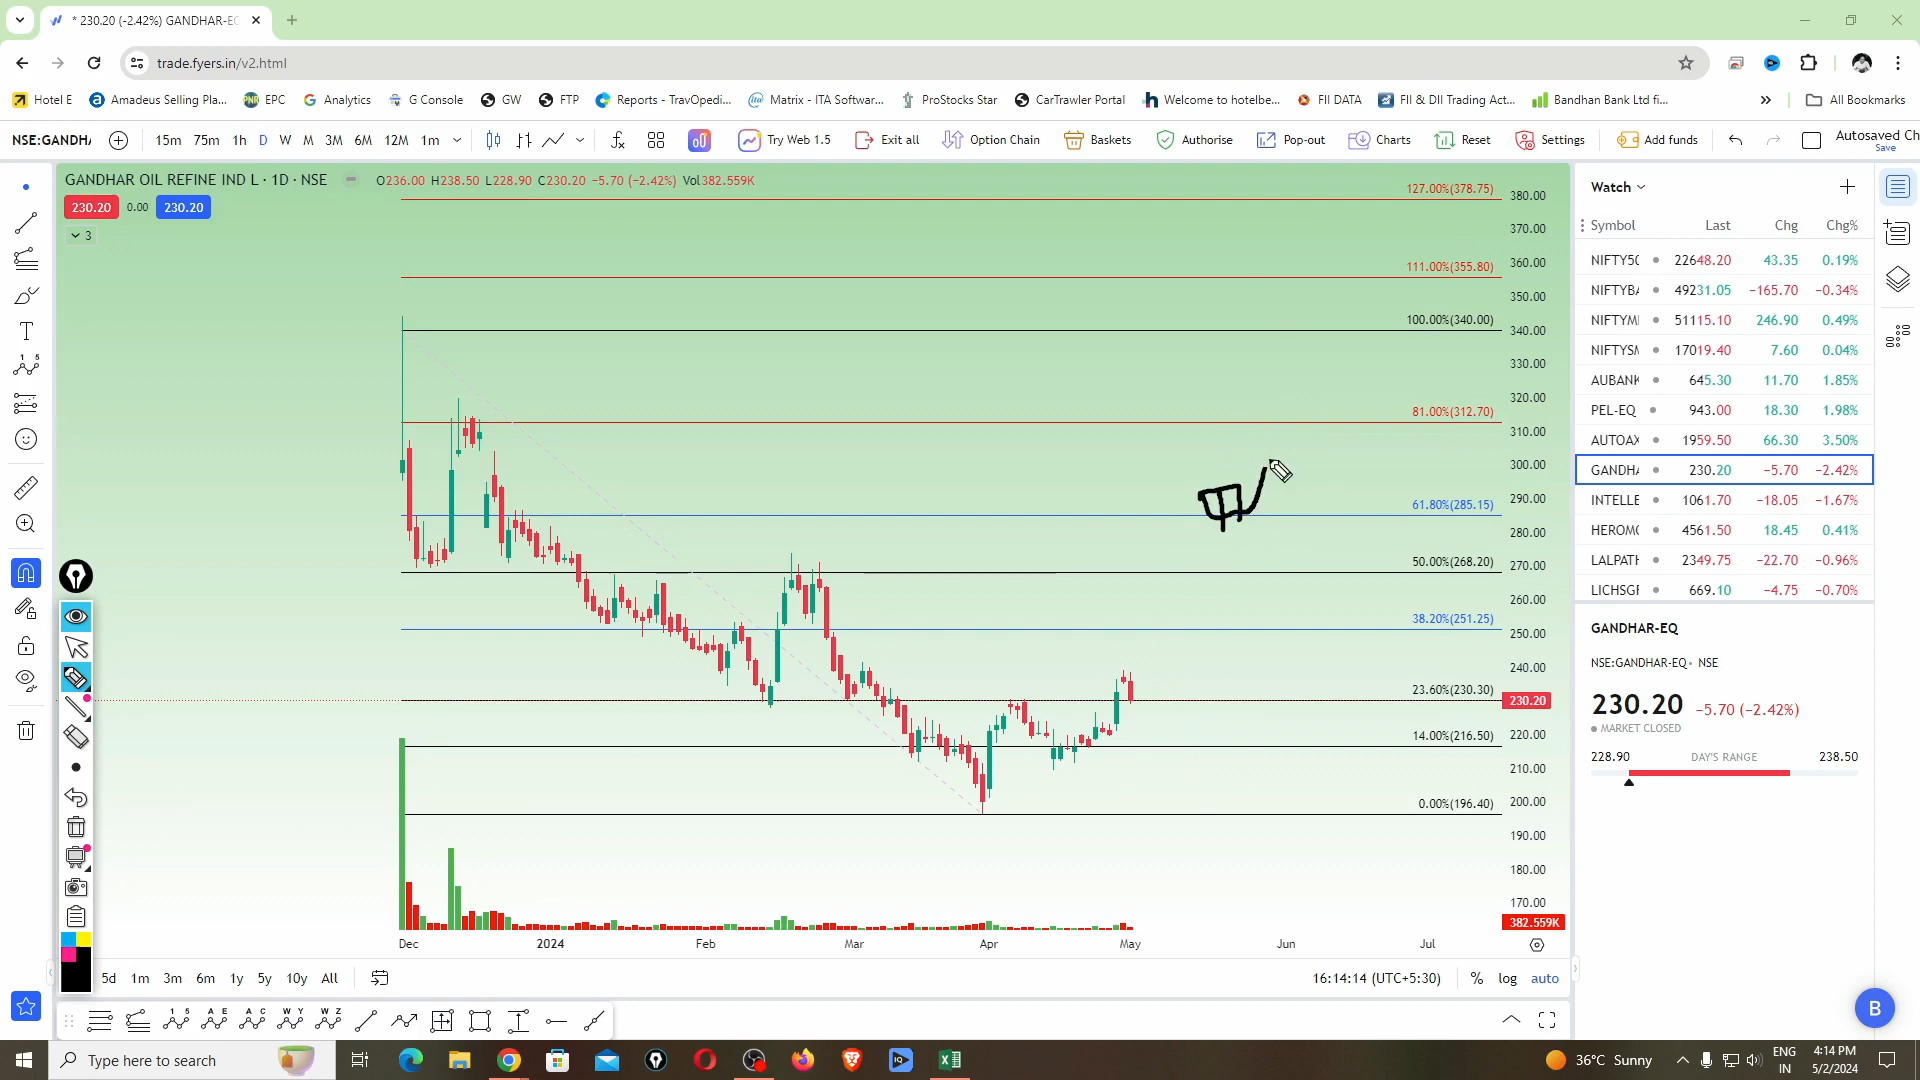 * 230.20 (-2.42%) GANDHAR-EQ
trade.fyers.in/v2.html
Hotel E
Amadeus Selling Pla...
EPC
Analytics
G Console
GW
FTP
Reports - TravOpedi...
Matrix - ITA Softwar...
ProStocks Star
CarTrawler Portal
Welcome to hotelbe...
FII DATA
FII & DII Trading Act...
Bandhan Bank Ltd fi...
All Bookmarks
NSE:GANDHA 15m 75m 1h D W M 3M 6M 12M 1m
Try Web 1.5 Exit all Option Chain Baskets Authorise Pop-out Charts Reset Settings Add funds
Autosaved Ch
Save
GANDHAR OIL REFINE IND L · 1D · NSE
O236.00 H238.50 L228.90 C230.20 −5.70 (−2.42%) Vol382.559K
230.20 0.00 230.20
3
127.00%(378.75)
111.00%(355.80)
100.00%(340.00)
81.00%(312.70)
61.80%(285.15)
50.00%(268.20)
38.20%(251.25)
23.60%(230.30)
14.00%(216.50)
0.00%(196.40)
380.00
370.00
360.00
350.00
340.00
330.00
320.00
310.00
300.00
290.00
280.00
270.00
260.00
250.00
240.00
230.20
220.00
210.00
200.00
190.00
180.00
170.00
382.559K
Dec 2024 Feb Mar Apr May Jun Jul
5d 1m 3m 6m 1y 5y 10y All
16:14:14 (UTC+5:30) % log auto
1 5
A E
A C
W Y
W Z
Watch
Symbol Last Chg Chg%
NIFTY50 22648.20 43.35 0.19%
NIFTYBA 49231.05 −165.70 −0.34%
NIFTYMI 51115.10 246.90 0.49%
NIFTYSM 17019.40 7.60 0.04%
AUBANK 645.30 11.70 1.85%
PEL-EQ 943.00 18.30 1.98%
AUTOAX 1959.50 66.30 3.50%
GANDHA 230.20 −5.70 −2.42%
INTELLE 1061.70 −18.05 −1.67%
HEROMO 4561.50 18.45 0.41%
LALPATH 2349.75 −22.70 −0.96%
LICHSGF 669.10 −4.75 −0.70%
GANDHAR-EQ
NSE:GANDHAR-EQ • NSE
230.20 −5.70 (−2.42%)
MARKET CLOSED
228.90 DAY'S RANGE 238.50
B
Type here to search
36°C Sunny
ENG
IN
4:14 PM
5/2/2024